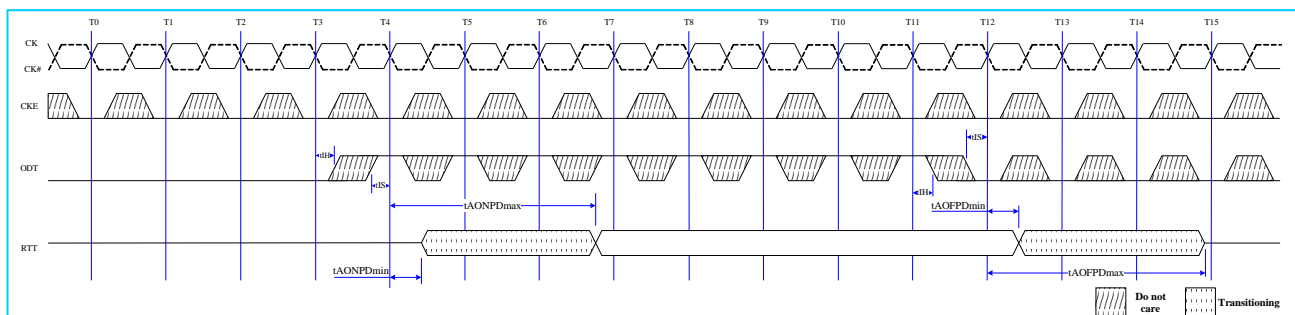 T0 T1 T2 T3 T4 T5 T6 T7 T8 T9 T10 T11 T12 T13 T14 T15
CK
CK#
CKE
tIS
tIH
ODT
tIS
tIH
tAONPDmax
tAOFPDmin
RTT
tAONPDmin
tAOFPDmax
Do not
care
Transitioning